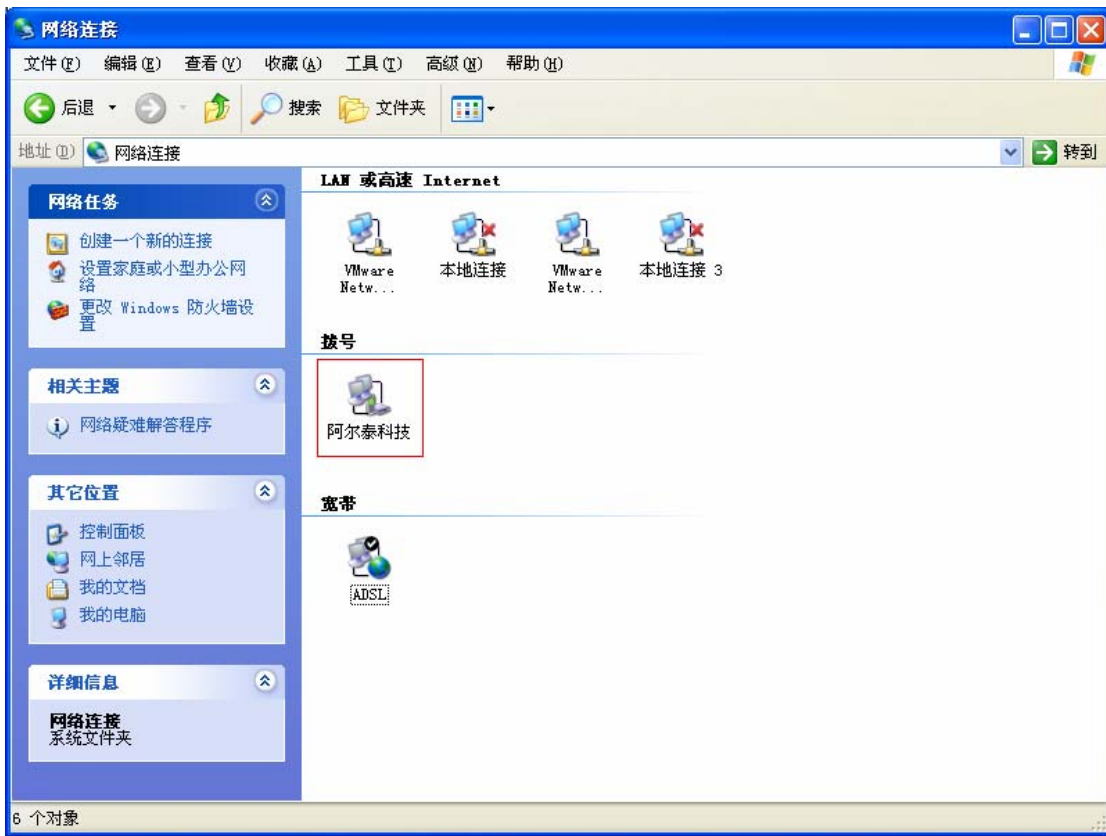 网络连接
文件(F) 编辑(E) 查看(V) 收藏(A) 工具(T) 高级(N) 帮助(H)
后退 搜索 文件夹
地址(D) 网络连接 转到
网络任务
创建一个新的连接
设置家庭或小型办公网
络
更改 Windows 防火墙设
置
相关主题
网络疑难解答程序
其它位置
控制面板
网上邻居
我的文档
我的电脑
详细信息
网络连接
系统文件夹
LAN 或高速 Internet
VMware
Netw...
本地连接
VMware
Netw...
本地连接 3
拨号
阿尔泰科技
宽带
ADSL
6 个对象